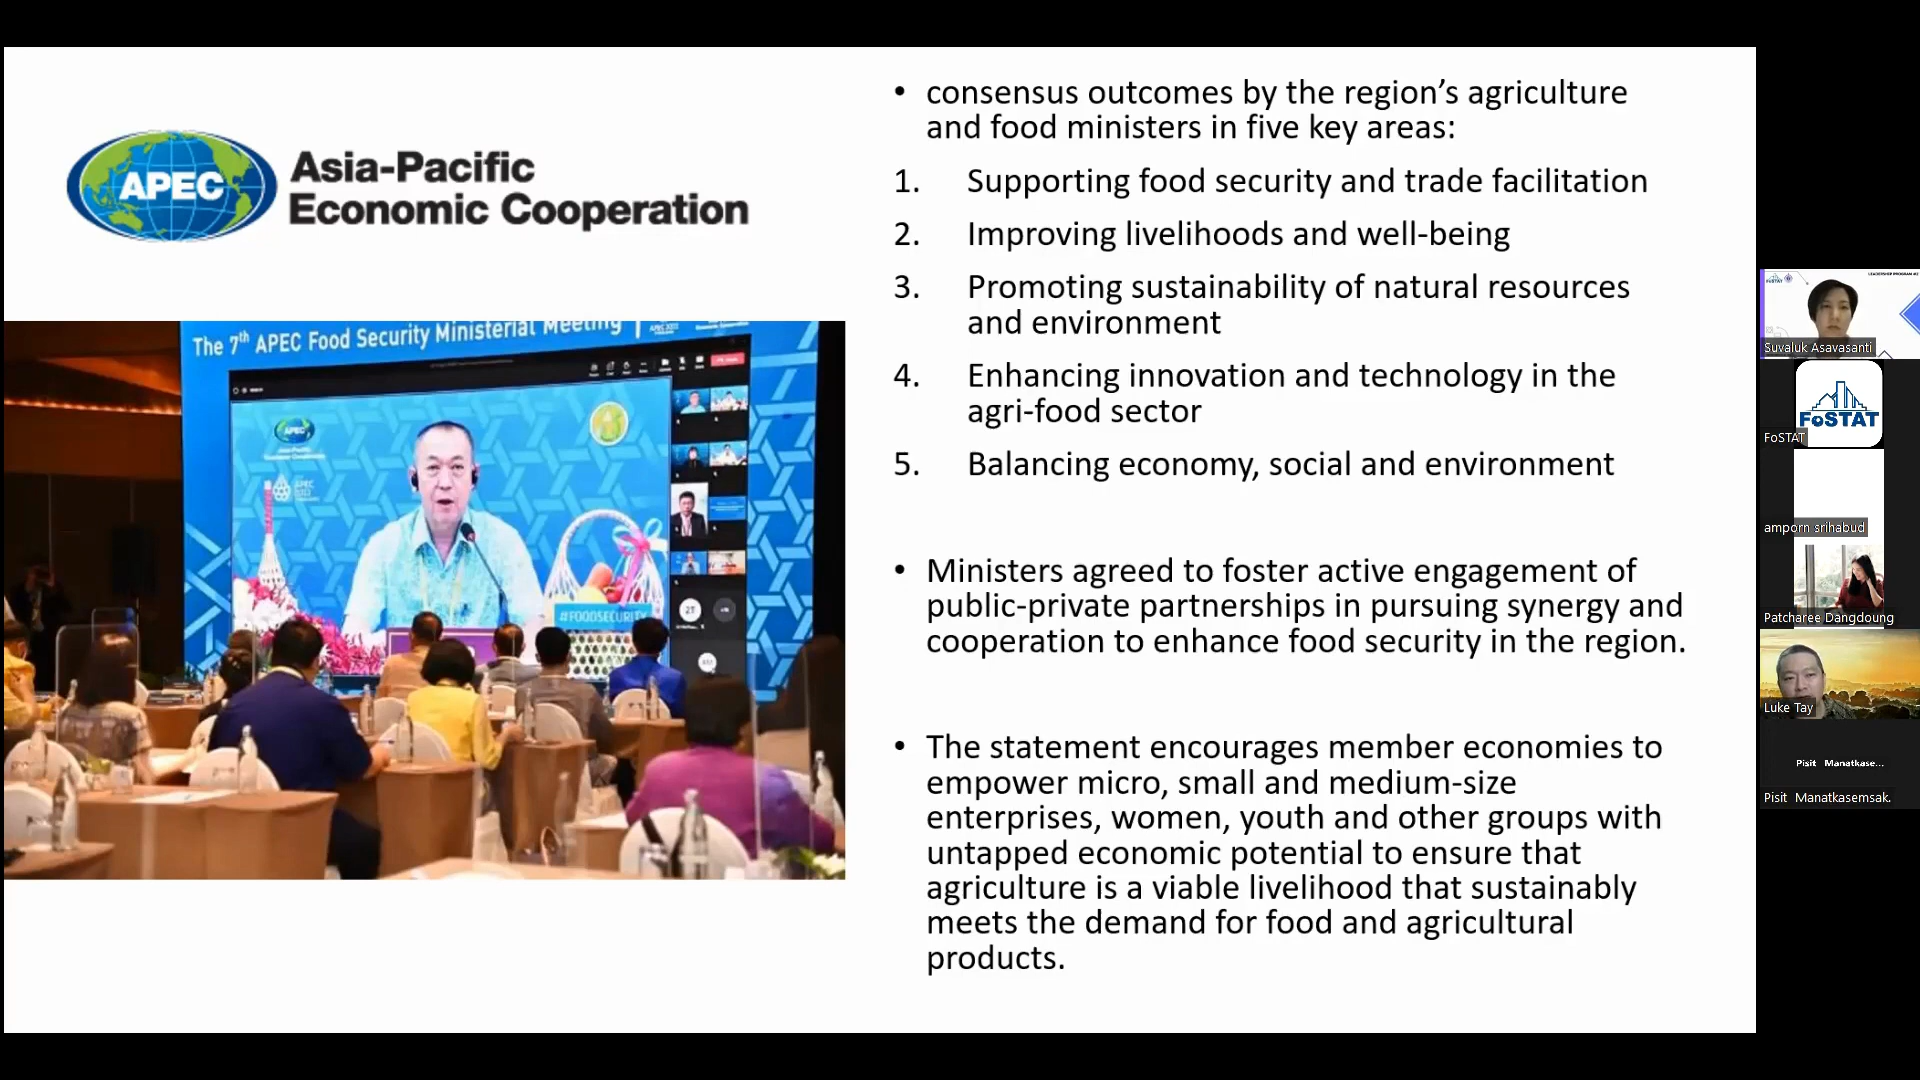 APEC
Asia-Pacific
Economic Cooperation
The 7th APEC Food Security Ministerial Meeting
APEC
#FOODSECURITY
2T
• consensus outcomes by the region’s agriculture
and food ministers in five key areas:
1. Supporting food security and trade facilitation
2. Improving livelihoods and well-being
3. Promoting sustainability of natural resources
and environment
4. Enhancing innovation and technology in the
agri-food sector
5. Balancing economy, social and environment
• Ministers agreed to foster active engagement of
public-private partnerships in pursuing synergy and
cooperation to enhance food security in the region.
• The statement encourages member economies to
empower micro, small and medium-size
enterprises, women, youth and other groups with
untapped economic potential to ensure that
agriculture is a viable livelihood that sustainably
meets the demand for food and agricultural
products.
Suvaluk Asavasanti
FoSTAT
FoSTAT
amporn srihabud
Patcharee Dangdoung
Luke Tay
Pisit Manatkase...
Pisit Manatkasemsak.